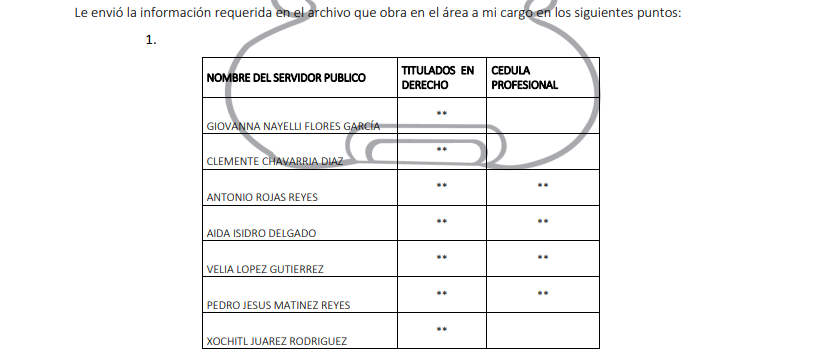 Le envió la información requerida en el archivo que obra en el área a mi cargo en los siguientes puntos:
1.
NOMBRE DEL SERVIDOR PUBLICO TITULADOS EN DERECHO CEDULA PROFESIONAL
GIOVANNA NAYELLI FLORES GARCÍA **
CLEMENTE CHAVARRIA DIAZ **
ANTONIO ROJAS REYES ** **
AIDA ISIDRO DELGADO ** **
VELIA LOPEZ GUTIERREZ ** **
PEDRO JESUS MATINEZ REYES ** **
XOCHITL JUAREZ RODRIGUEZ **